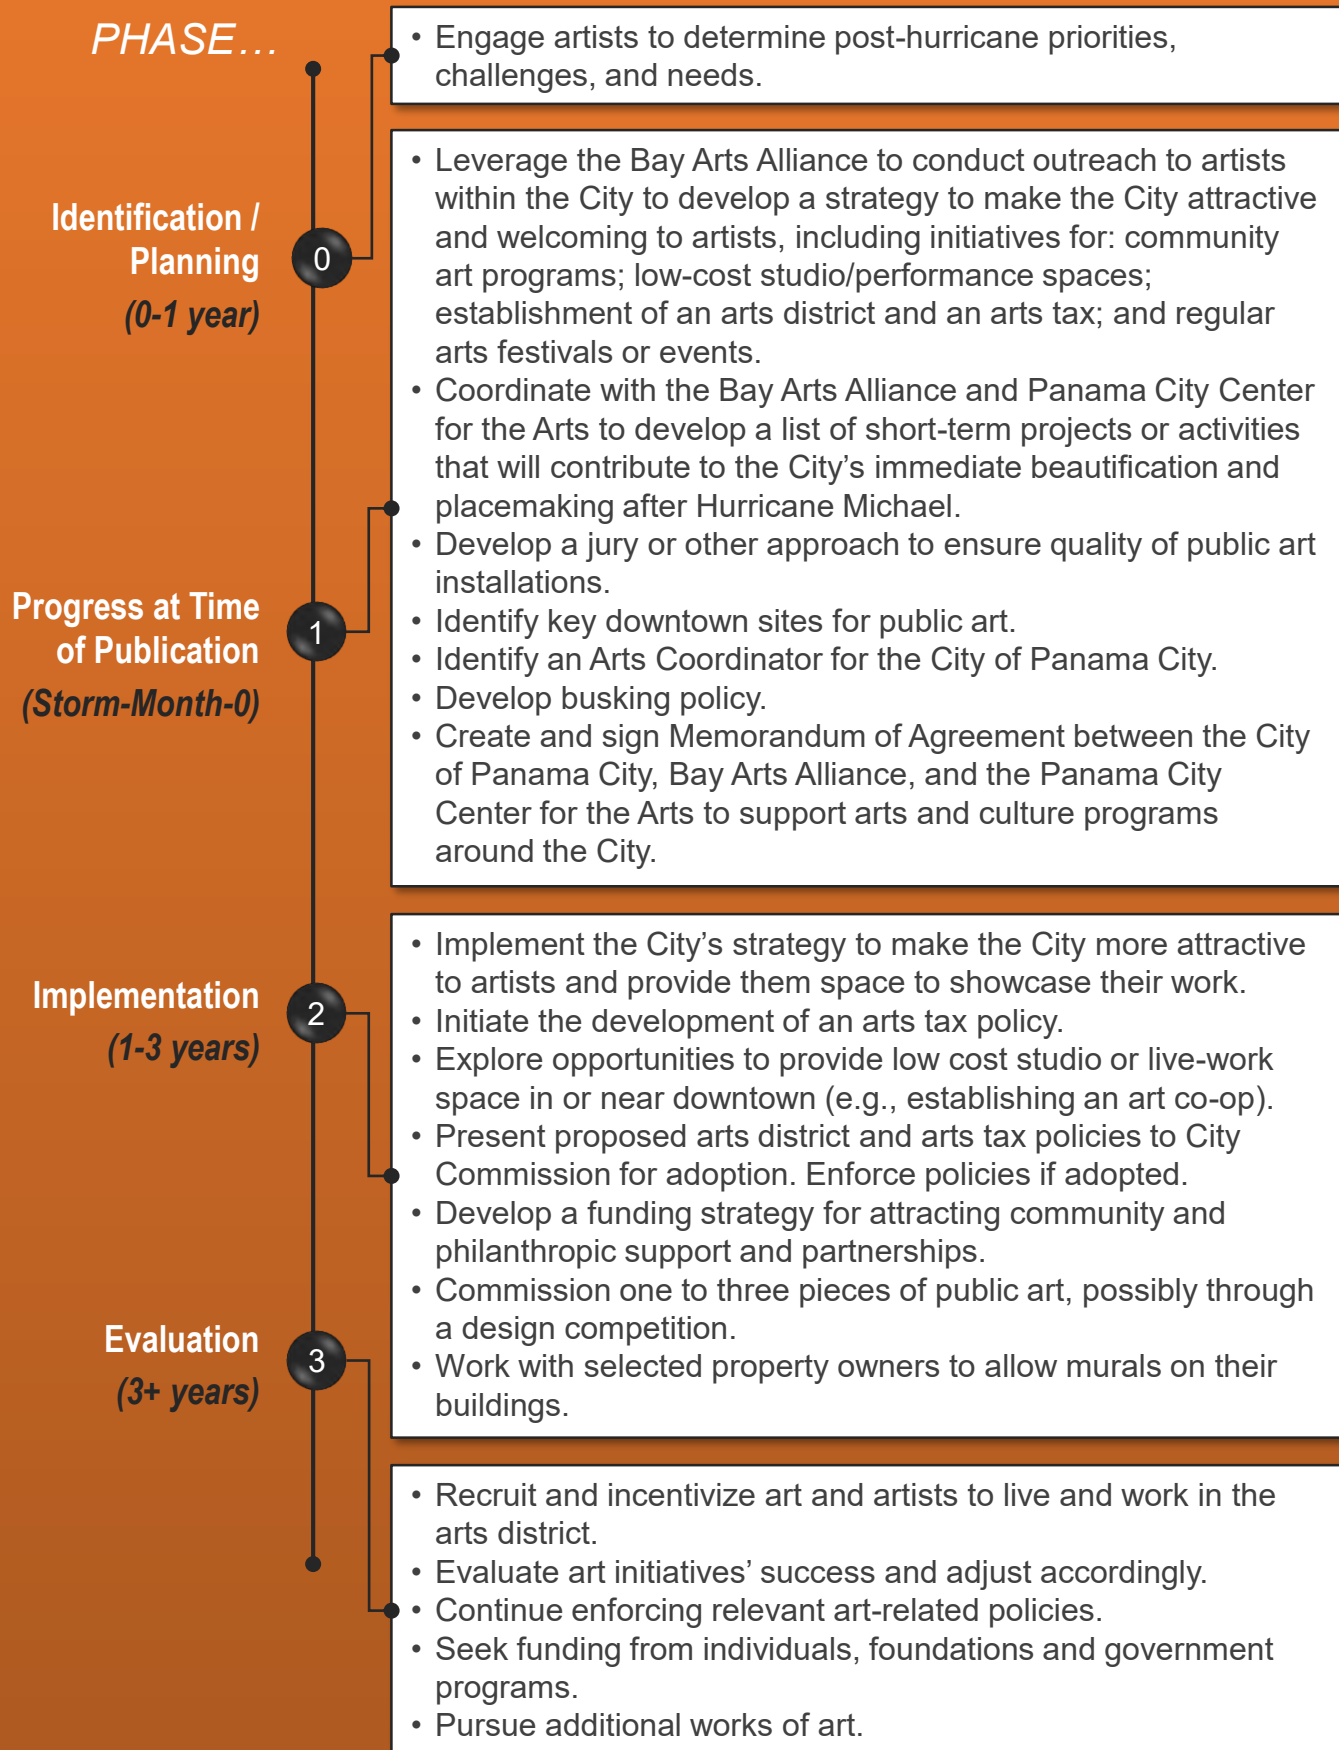 PHASE…
Identification /
Planning
(0-1 year)
0
• Engage artists to determine post-hurricane priorities,
challenges, and needs.
Progress at Time
of Publication
(Storm-Month-0)
1
• Leverage the Bay Arts Alliance to conduct outreach to artists
within the City to develop a strategy to make the City attractive
and welcoming to artists, including initiatives for: community
art programs; low-cost studio/performance spaces;
establishment of an arts district and an arts tax; and regular
arts festivals or events.
• Coordinate with the Bay Arts Alliance and Panama City Center
for the Arts to develop a list of short-term projects or activities
that will contribute to the City’s immediate beautification and
placemaking after Hurricane Michael.
• Develop a jury or other approach to ensure quality of public art
installations.
• Identify key downtown sites for public art.
• Identify an Arts Coordinator for the City of Panama City.
• Develop busking policy.
• Create and sign Memorandum of Agreement between the City
of Panama City, Bay Arts Alliance, and the Panama City
Center for the Arts to support arts and culture programs
around the City.
Implementation
(1-3 years)
2
• Implement the City’s strategy to make the City more attractive
to artists and provide them space to showcase their work.
• Initiate the development of an arts tax policy.
• Explore opportunities to provide low cost studio or live-work
space in or near downtown (e.g., establishing an art co-op).
• Present proposed arts district and arts tax policies to City
Commission for adoption. Enforce policies if adopted.
• Develop a funding strategy for attracting community and
philanthropic support and partnerships.
• Commission one to three pieces of public art, possibly through
a design competition.
• Work with selected property owners to allow murals on their
buildings.
Evaluation
(3+ years)
3
• Recruit and incentivize art and artists to live and work in the
arts district.
• Evaluate art initiatives’ success and adjust accordingly.
• Continue enforcing relevant art-related policies.
• Seek funding from individuals, foundations and government
programs.
• Pursue additional works of art.